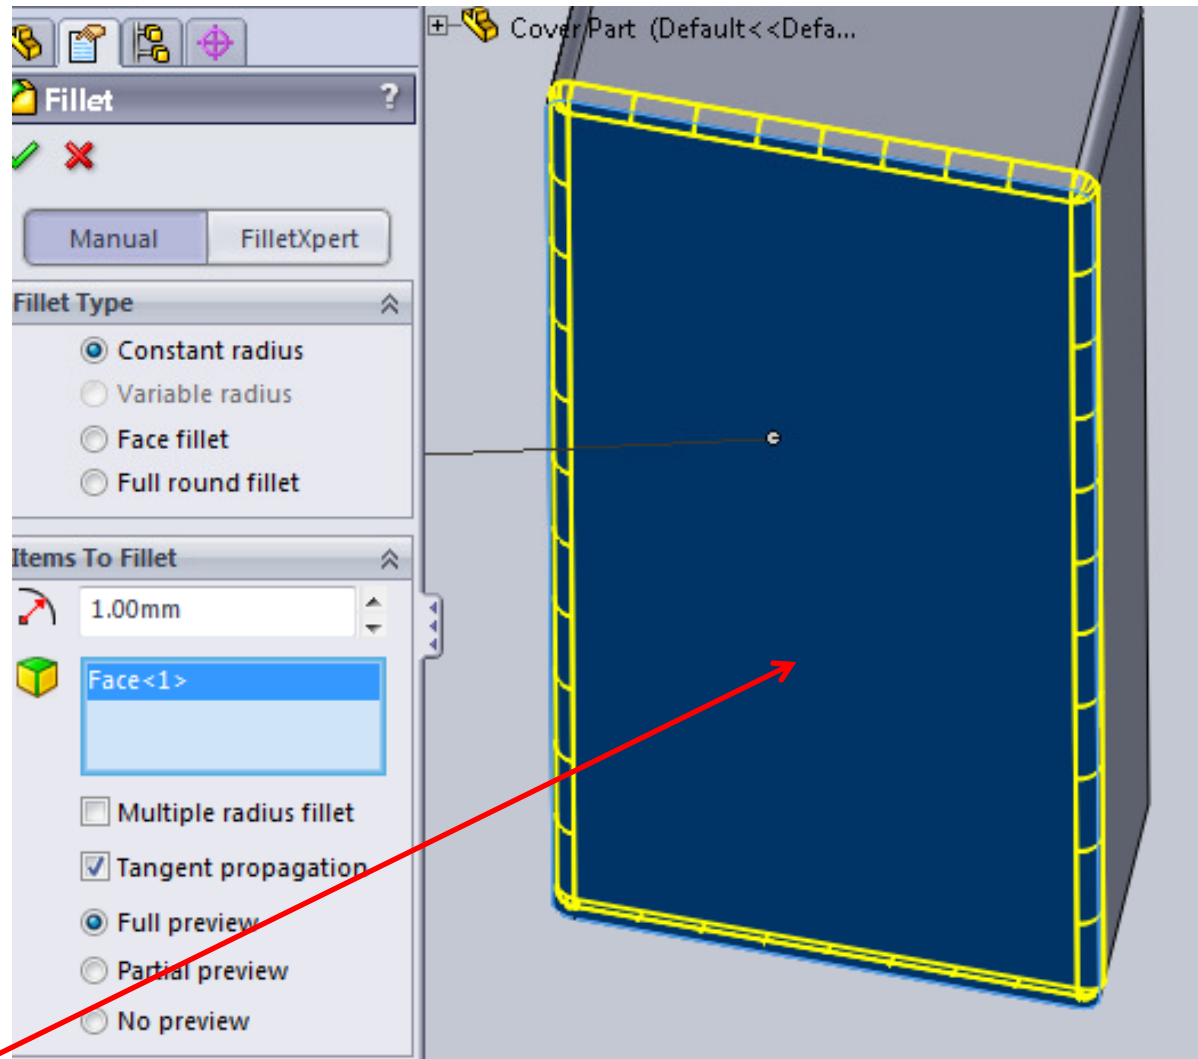 Cover Part (Default<<Defa...
Fillet ?
Manual FilletXpert
Fillet Type
Constant radius
Variable radius
Face fillet
Full round fillet
Items To Fillet
1.00mm
Face<1>
Multiple radius fillet
Tangent propagation
Full preview
Partial preview
No preview